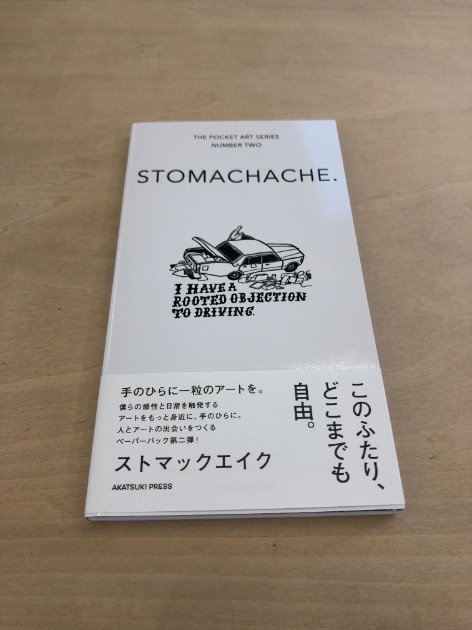 THE POCKET ART SERIES
NUMBER TWO
STOMACHACHE.
I HAVE A
ROOTED OBJECTION
TO DRIVING.
手のひらに一粒のアートを。
僕らの感性と日常を触発する
アートをもっと身近に、手のひらに。
人とアートの出会いをつくる
ペーパーバック第二弾！
ストマックエイク
AKATSUKI PRESS
このふたり、
どこまでも
自由。